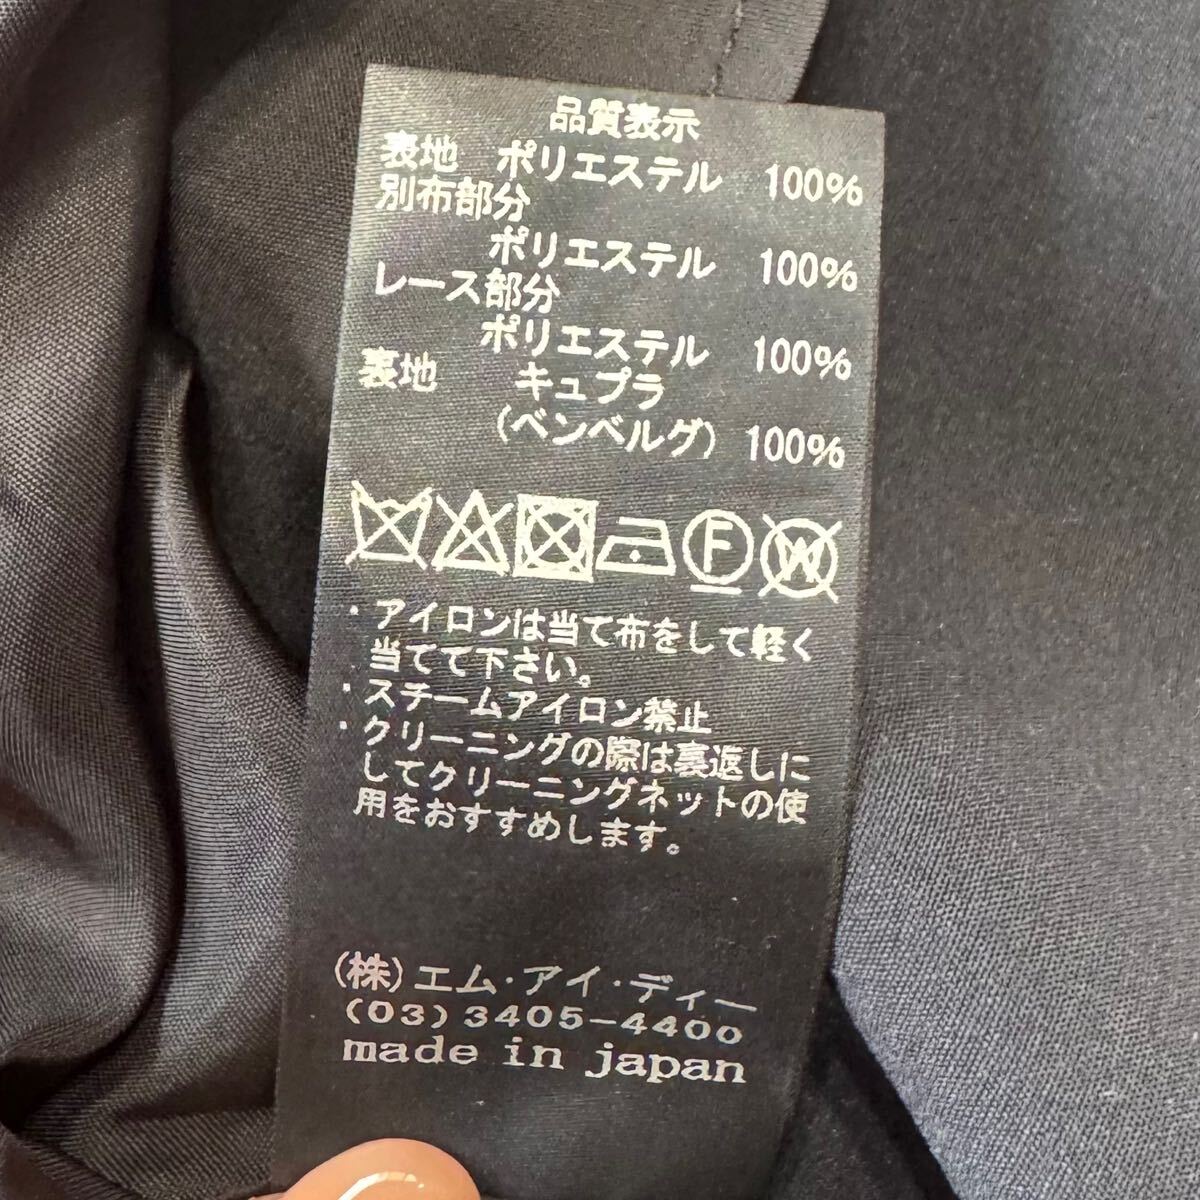 品質表示
表地 ポリエステル 100%
別布部分
ポリエステル 100%
レース部分
ポリエステル 100%
裏地 キュプラ
(ベンベルグ) 100%
F W
・アイロンは当て布をして軽く
当てて下さい。
・スチームアイロン禁止
・クリーニングの際は裏返しに
してクリーニングネットの使
用をおすすめします。
(株)エム・アイ・ディー
(03)3405-4400
made in japan